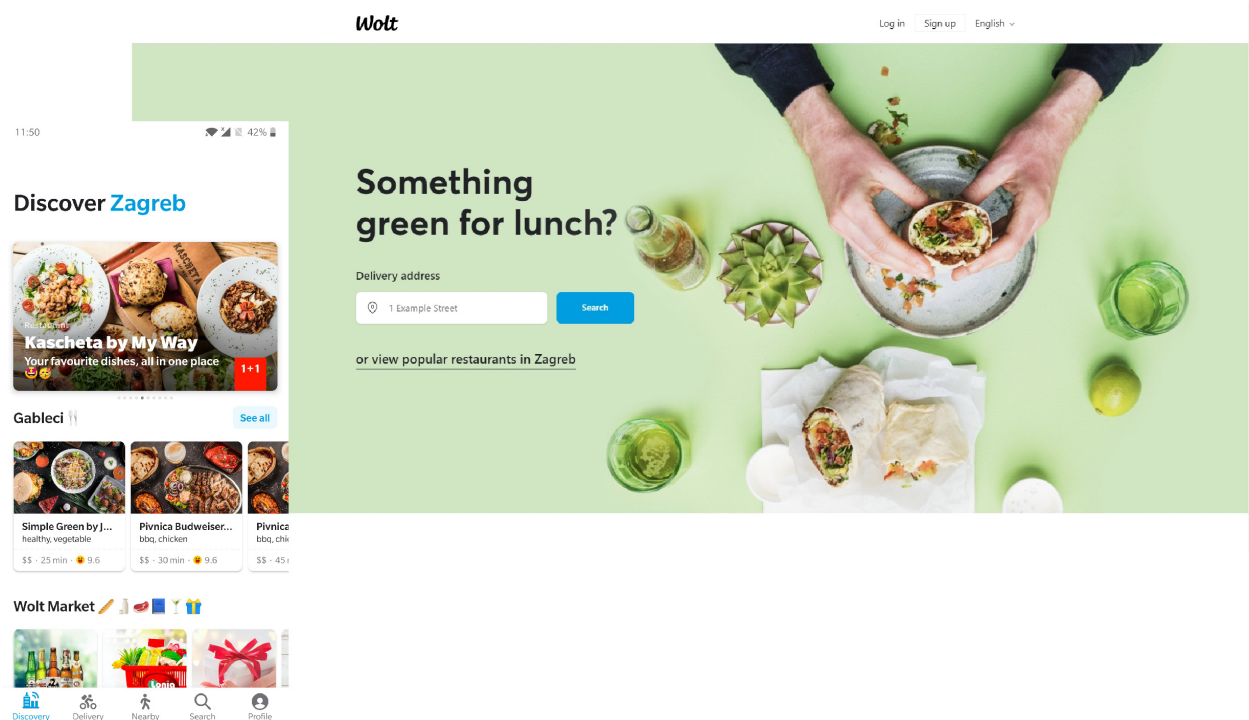 Wolt
Log in
Sign up
English
Something
green for lunch?
Delivery address
1 Example Street
Search
or view popular restaurants in Zagreb
11:50
42%
Discover Zagreb
KASCHETA
Restaurant
Kascheta by My Way
Your favourite dishes, all in one place
🤩🥳
1+1
Gableci 🍴
See all
Simple Green by J...
healthy, vegetable
$$ · 25 min · 😀 9.6
Pivnica Budweiser...
bbq, chicken
$$ · 30 min · 😀 9.6
Pivnica
bbq, chic
$$ · 45
Wolt Market 🥖🥛🥩📘🍸🎁
Discovery
Delivery
Nearby
Search
Profile